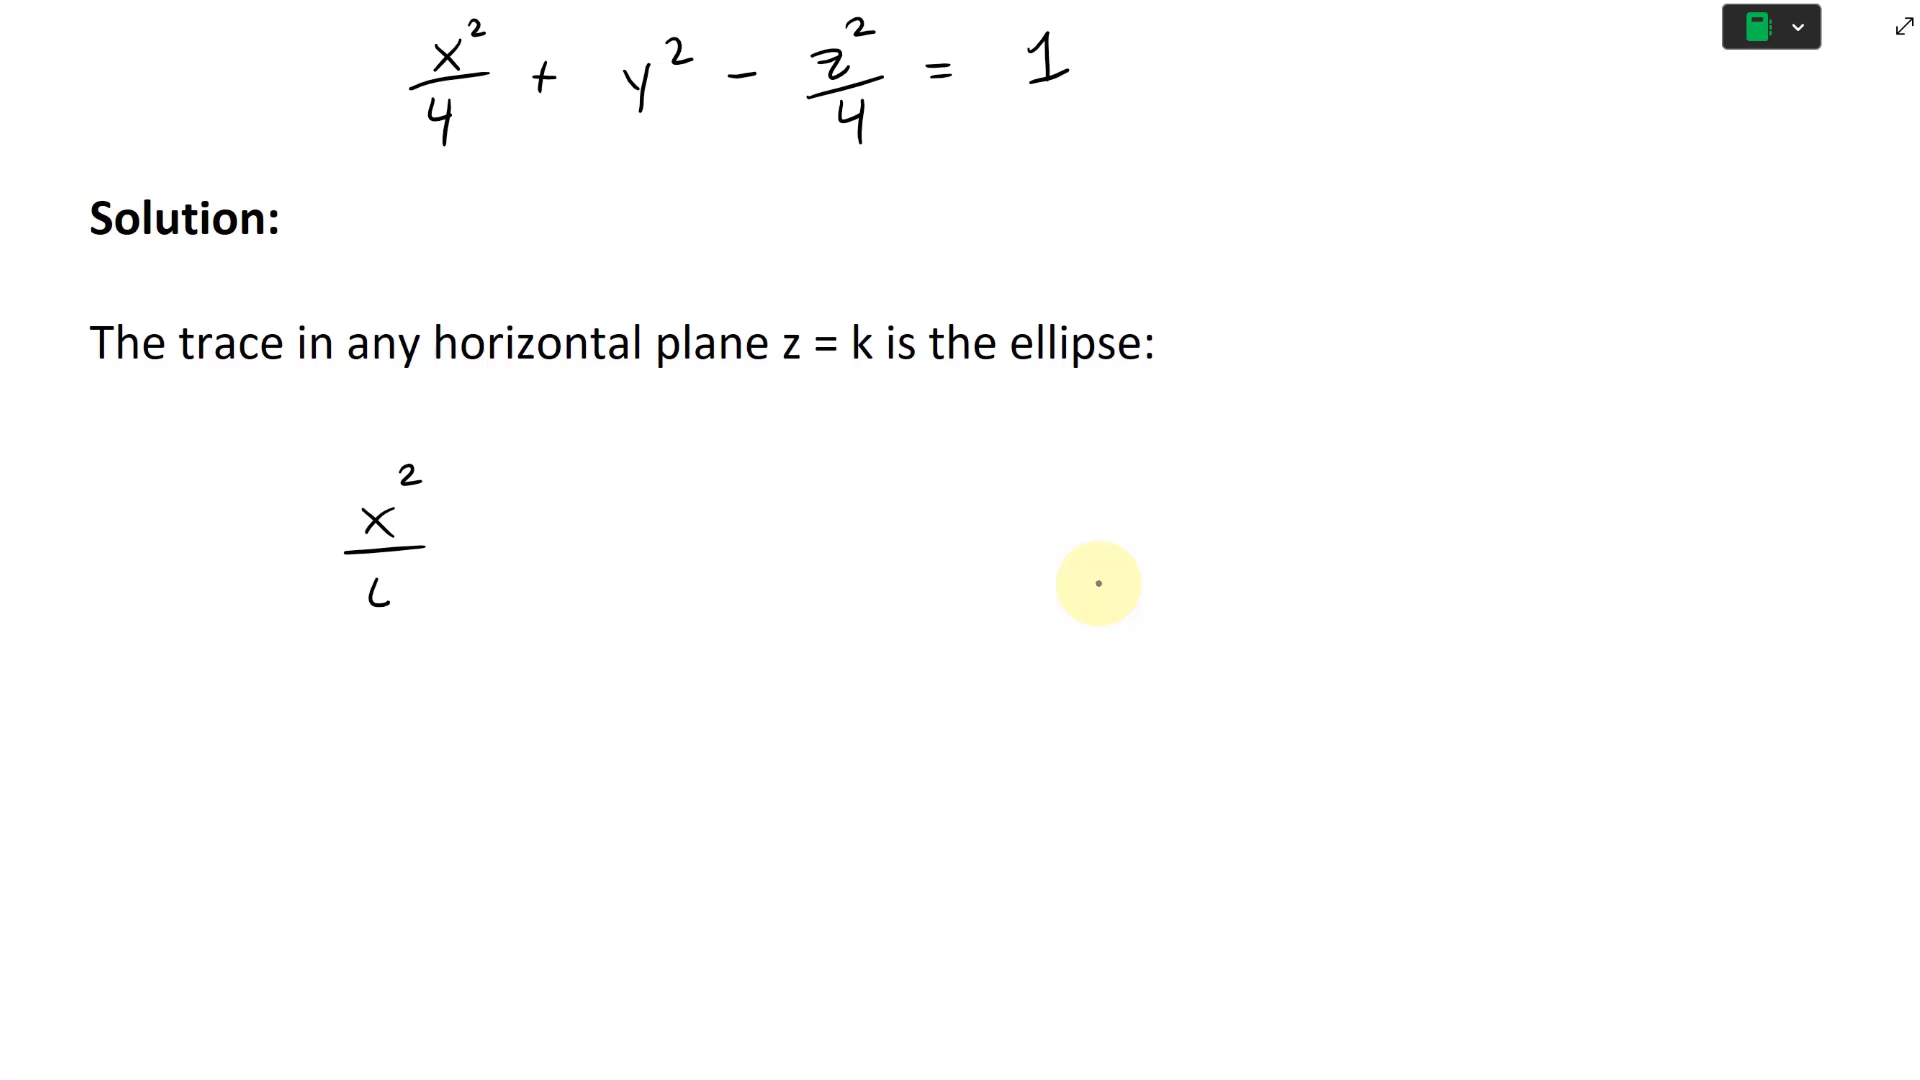 x²/4 + y² - z²/4 = 1
Solution:
The trace in any horizontal plane z = k is the ellipse:
x²